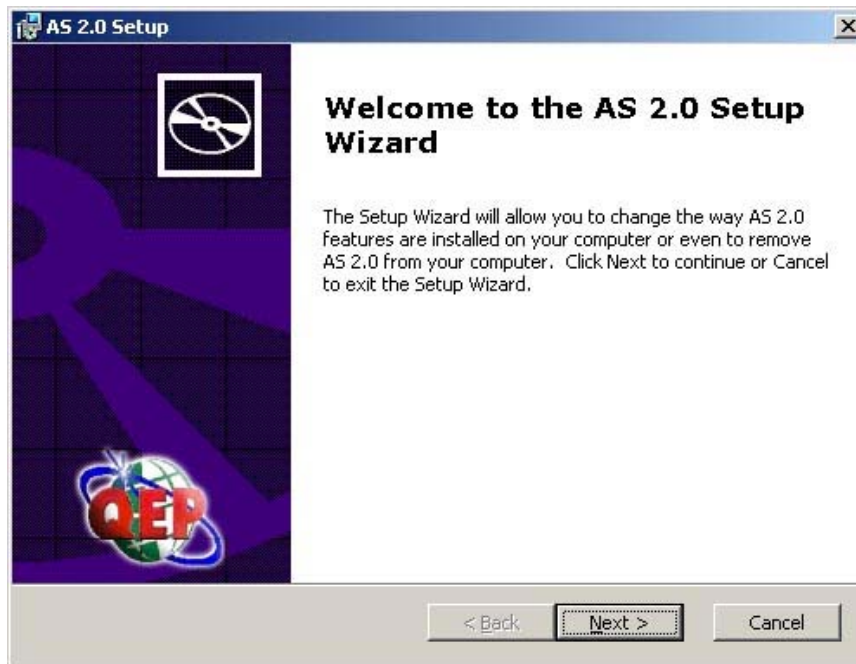 AS 2.0 Setup
Welcome to the AS 2.0 Setup
Wizard
The Setup Wizard will allow you to change the way AS 2.0
features are installed on your computer or even to remove
AS 2.0 from your computer. Click Next to continue or Cancel
to exit the Setup Wizard.
QEP
< Back
Next >
Cancel